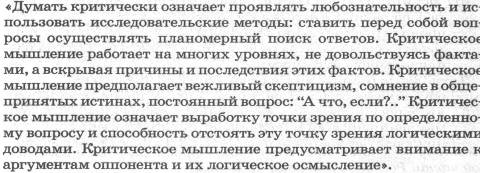 «Думать критически означает проявлять любознательность и ис-
пользовать исследовательские методы: ставить перед собой воп-
росы осуществлять планомерный поиск ответов. Критическое
мышление работает на многих уровнях, не довольствуясь факта-
ми, а вскрывая причины и последствия этих фактов. Критическое
мышление предполагает вежливый скептицизм, сомнение в обще-
принятых истинах, постоянный вопрос: "А что, если?.." Критичес-
кое мышление означает выработку точки зрения по определенно-
му вопросу и способность отстоять эту точку зрения логическими
доводами. Критическое мышление предусматривает внимание к
аргументам оппонента и их логическое осмысление».